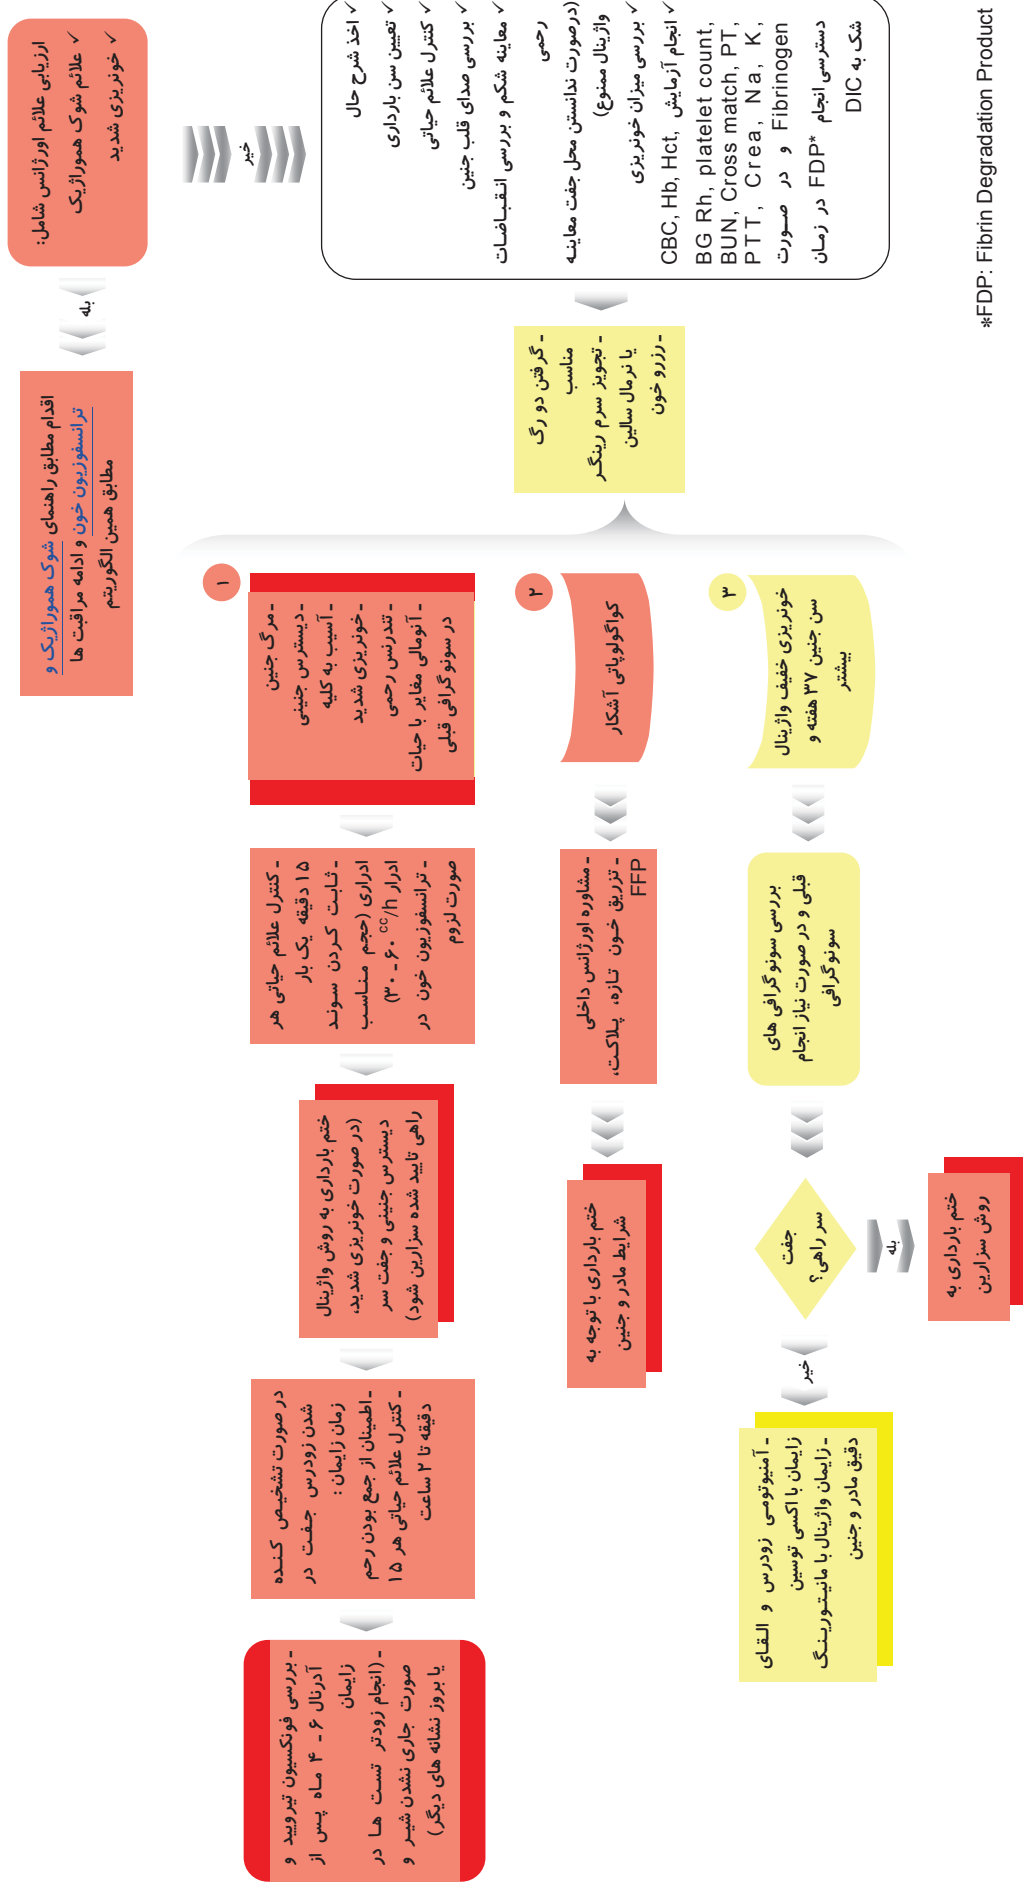 ارزیابی علائم اورژانس شامل:
✓ علائم شوک هموراژیک
✓ خونریزی شدید
بله
اقدام مطابق راهنمای شوک هموراژیک و
ترانسفوزیون خون و ادامه مراقبت ها
مطابق همین الگوریتم
خیر
✓ اخذ شرح حال
✓ تعیین سن بارداری
✓ کنترل علائم حیاتی
✓ بررسی صدای قلب جنین
✓ معاینه شکم و بررسی انقباضات
رحمی
(درصورت ندانستن محل جفت معاینه
واژینال ممنوع)
✓ بررسی میزان خونریزی
✓ انجام آزمایش CBC, Hb, Hct,
BG Rh, platelet count,
BUN, Cross match, PT,
PTT, Crea, Na, K,
Fibrinogen و در صورت
دسترسی انجام FDP* در زمان
شک به DIC
ـ گرفتن دو رگ
مناسب
ـ تجویز سرم رینگر
یا نرمال سالین
ـ رزرو خون
۱
ـ مرگ جنین
ـ دیسترس جنینی
ـ آسیب به کلیه
ـ خونریزی شدید
ـ تندرنس رحمی
ـ آنومالی مغایر با حیات
در سونوگرافی قبلی
ـ کنترل علائم حیاتی هر
۱۵ دقیقه یک بار
ـ ثابت کردن سوند
ادراری (حجم مناسب
ادرار ۶۰ cc/h ـ ۳۰)
ـ ترانسفوزیون خون در
صورت لزوم
ختم بارداری به روش واژینال
(در صورت خونریزی شدید،
دیسترس جنینی و جفت سر
راهی تایید شده سزارین شود)
در صورت تشخیص کنده
شدن زودرس جفت در
زمان زایمان :
ـ اطمینان از جمع بودن رحم
ـ کنترل علائم حیاتی هر ۱۵
دقیقه تا ۲ ساعت
ـ بررسی فونکسیون تیرویید و
آدرنال ۶ ـ ۴ ماه پس از
زایمان
ـ (انجام زودتر تست ها در
صورت جاری نشدن شیر و
یا بروز نشانه های دیگر)
۲
کواگولوپاتی آشکار
ـ مشاوره اورژانس داخلی
ـ تزریق خون تازه، پلاکت،
FFP
ختم بارداری با توجه به
شرایط مادر و جنین
۳
خونریزی خفیف واژینال
سن جنین ۳۷ هفته و
بیشتر
بررسی سونوگرافی های
قبلی و در صورت نیاز انجام
سونوگرافی
جفت
سر راهی؟
بله
ختم بارداری به
روش سزارین
خیر
ـ آمنیوتومی زودرس و القای
زایمان با اکسی توسین
ـ زایمان واژینال با مانیتورینگ
دقیق مادر و جنین
*FDP: Fibrin Degradation Product